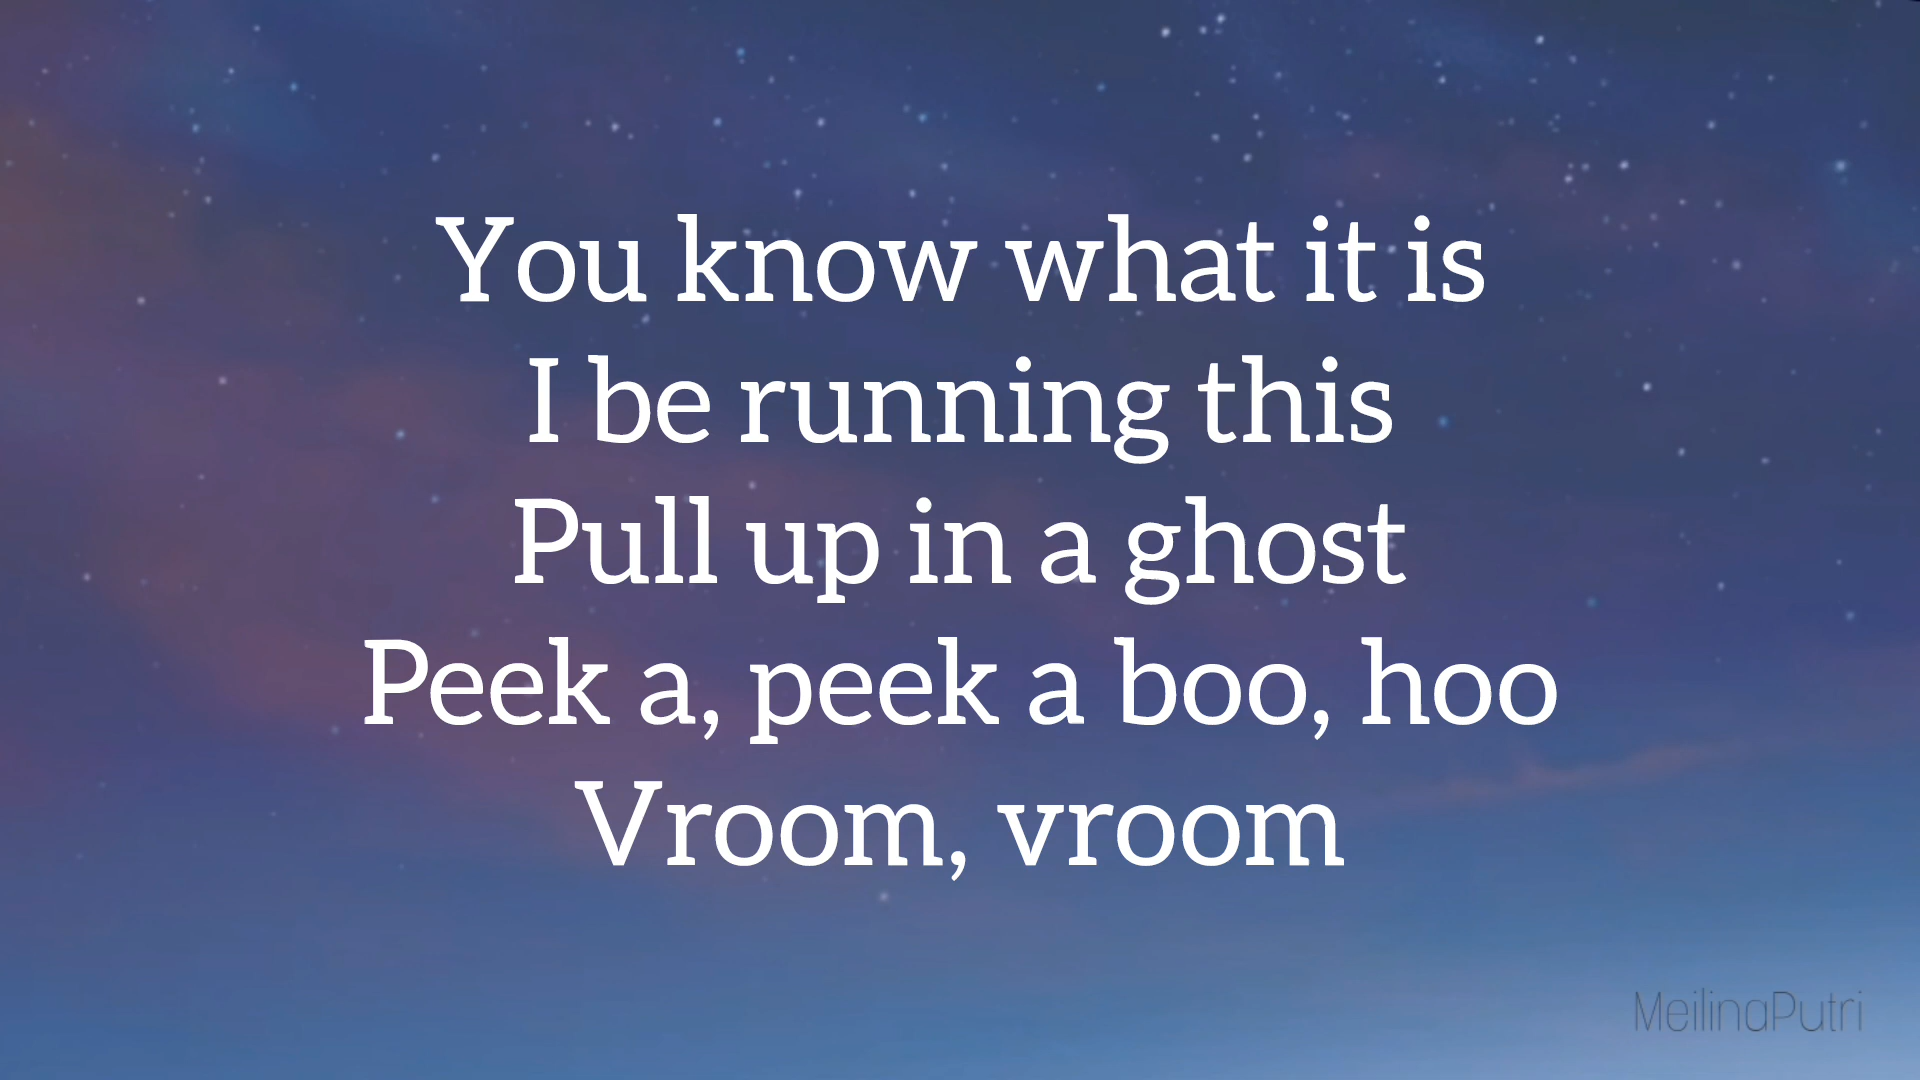 You know what it is
I be running this
Pull up in a ghost
Peek a, peek a boo, hoo
Vroom, vroom
MeilinaPutri